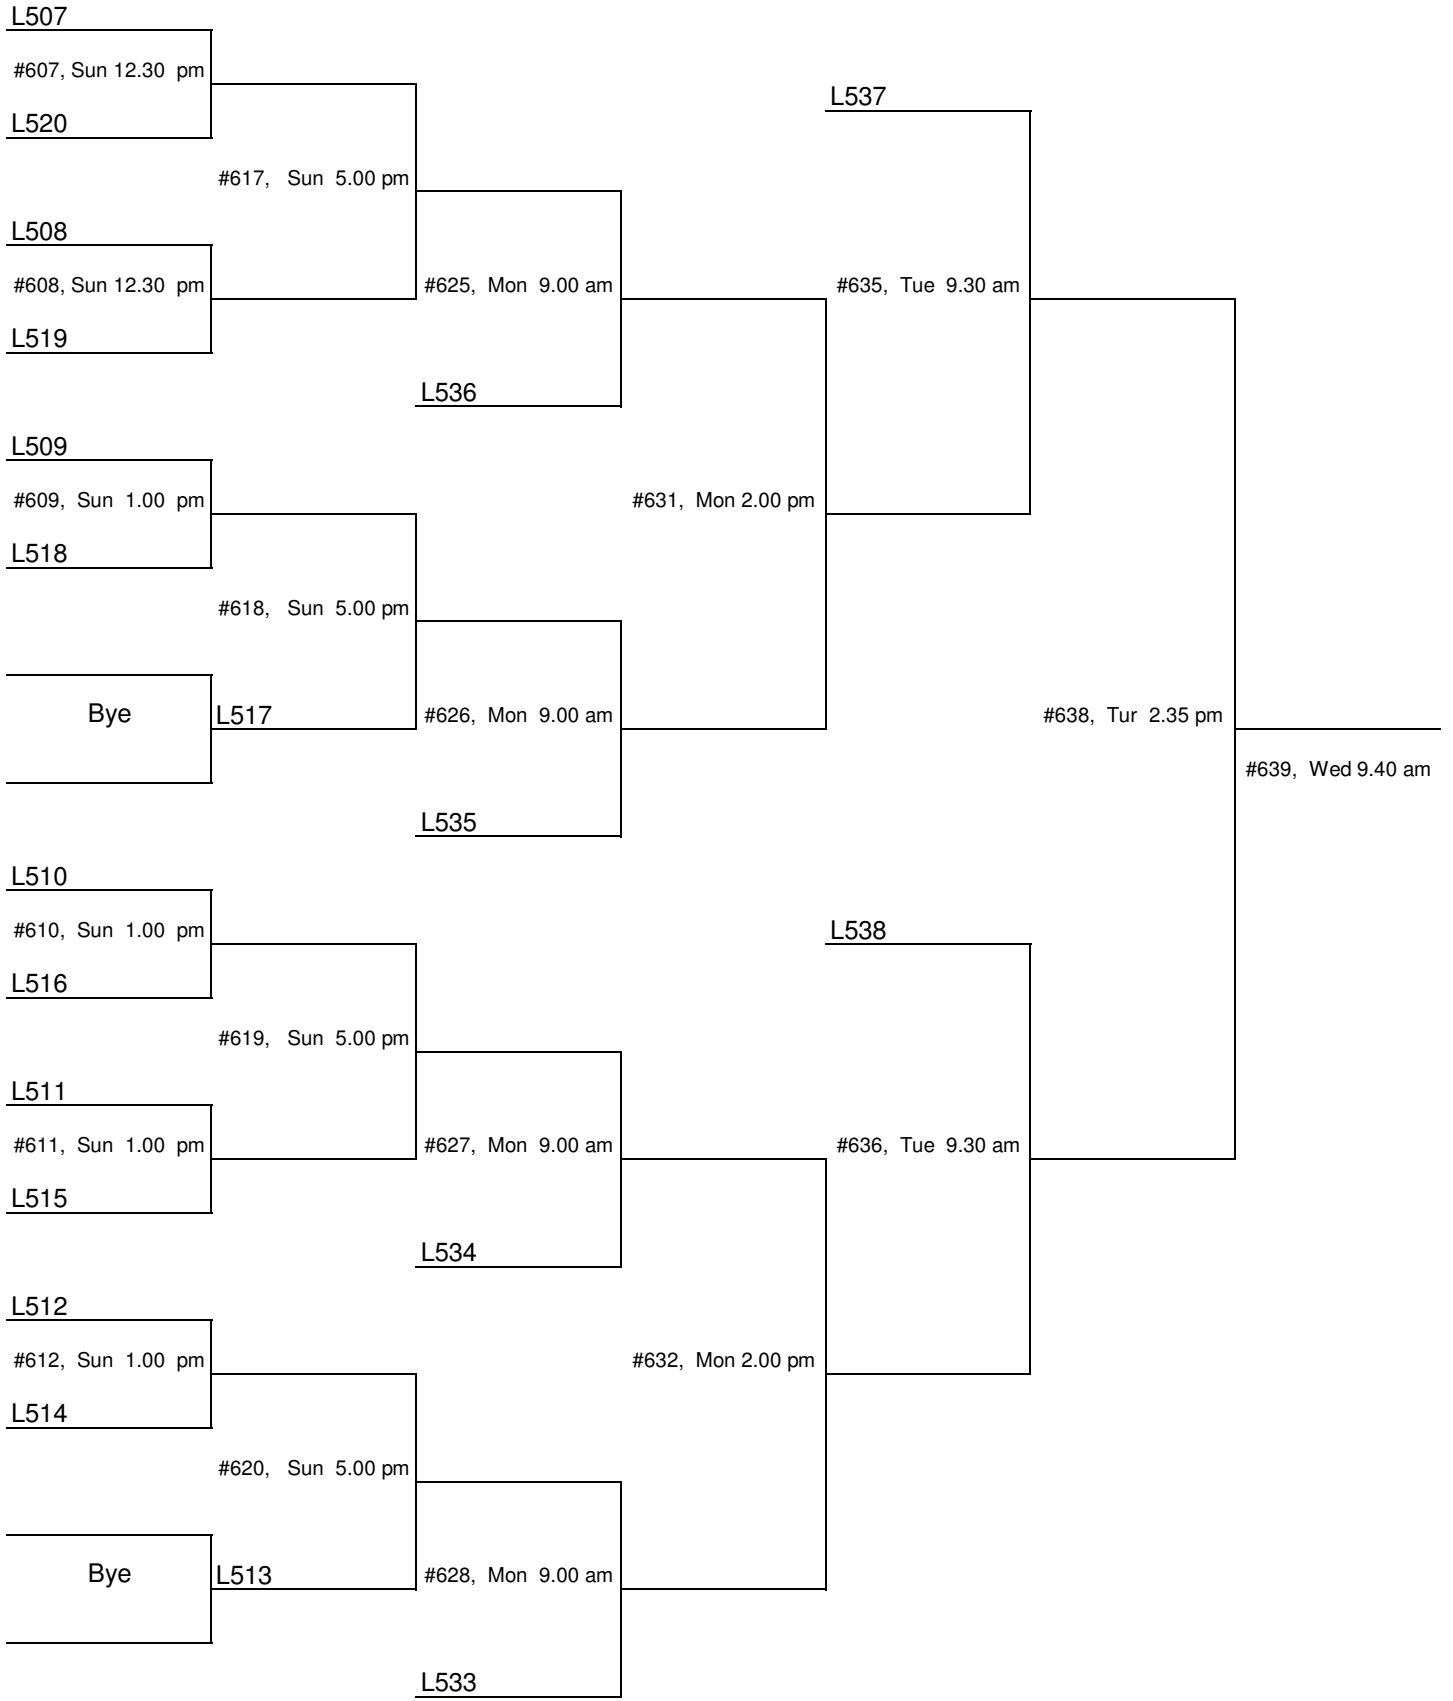 L507
#607, Sun 12.30 pm
L537
L520
#617, Sun 5.00 pm
L508
#608, Sun 12.30 pm
#625, Mon 9.00 am
#635, Tue 9.30 am
L519
L536
L509
#609, Sun 1.00 pm
#631, Mon 2.00 pm
L518
#618, Sun 5.00 pm
Bye
L517
#626, Mon 9.00 am
#638, Tur 2.35 pm
#639, Wed 9.40 am
L535
L510
#610, Sun 1.00 pm
L538
L516
#619, Sun 5.00 pm
L511
#611, Sun 1.00 pm
#627, Mon 9.00 am
#636, Tue 9.30 am
L515
L534
L512
#612, Sun 1.00 pm
#632, Mon 2.00 pm
L514
#620, Sun 5.00 pm
Bye
L513
#628, Mon 9.00 am
L533